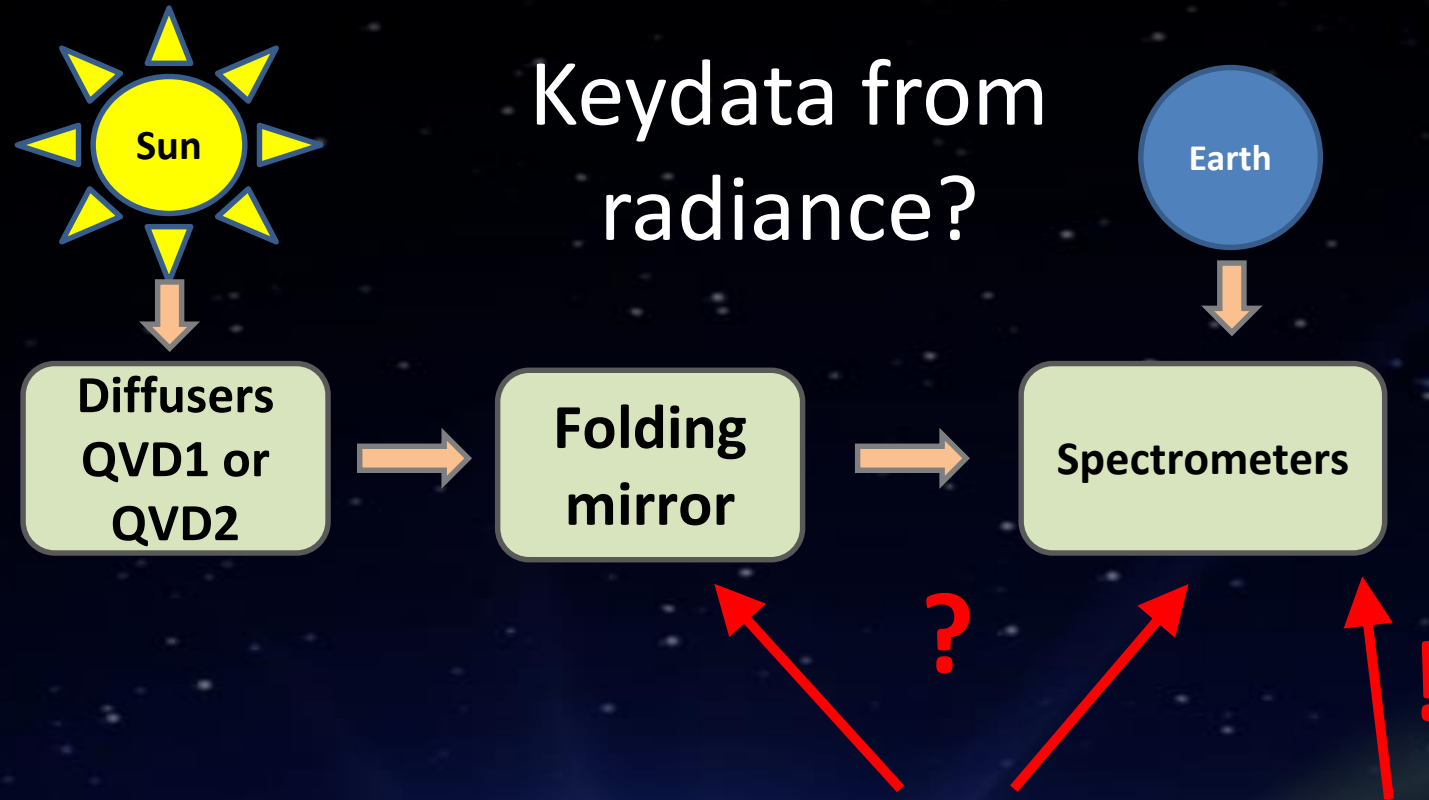 Sun
Keydata from
radiance?
Earth
Diffusers
QVD1 or
QVD2
Folding
mirror
Spectrometers
?
!